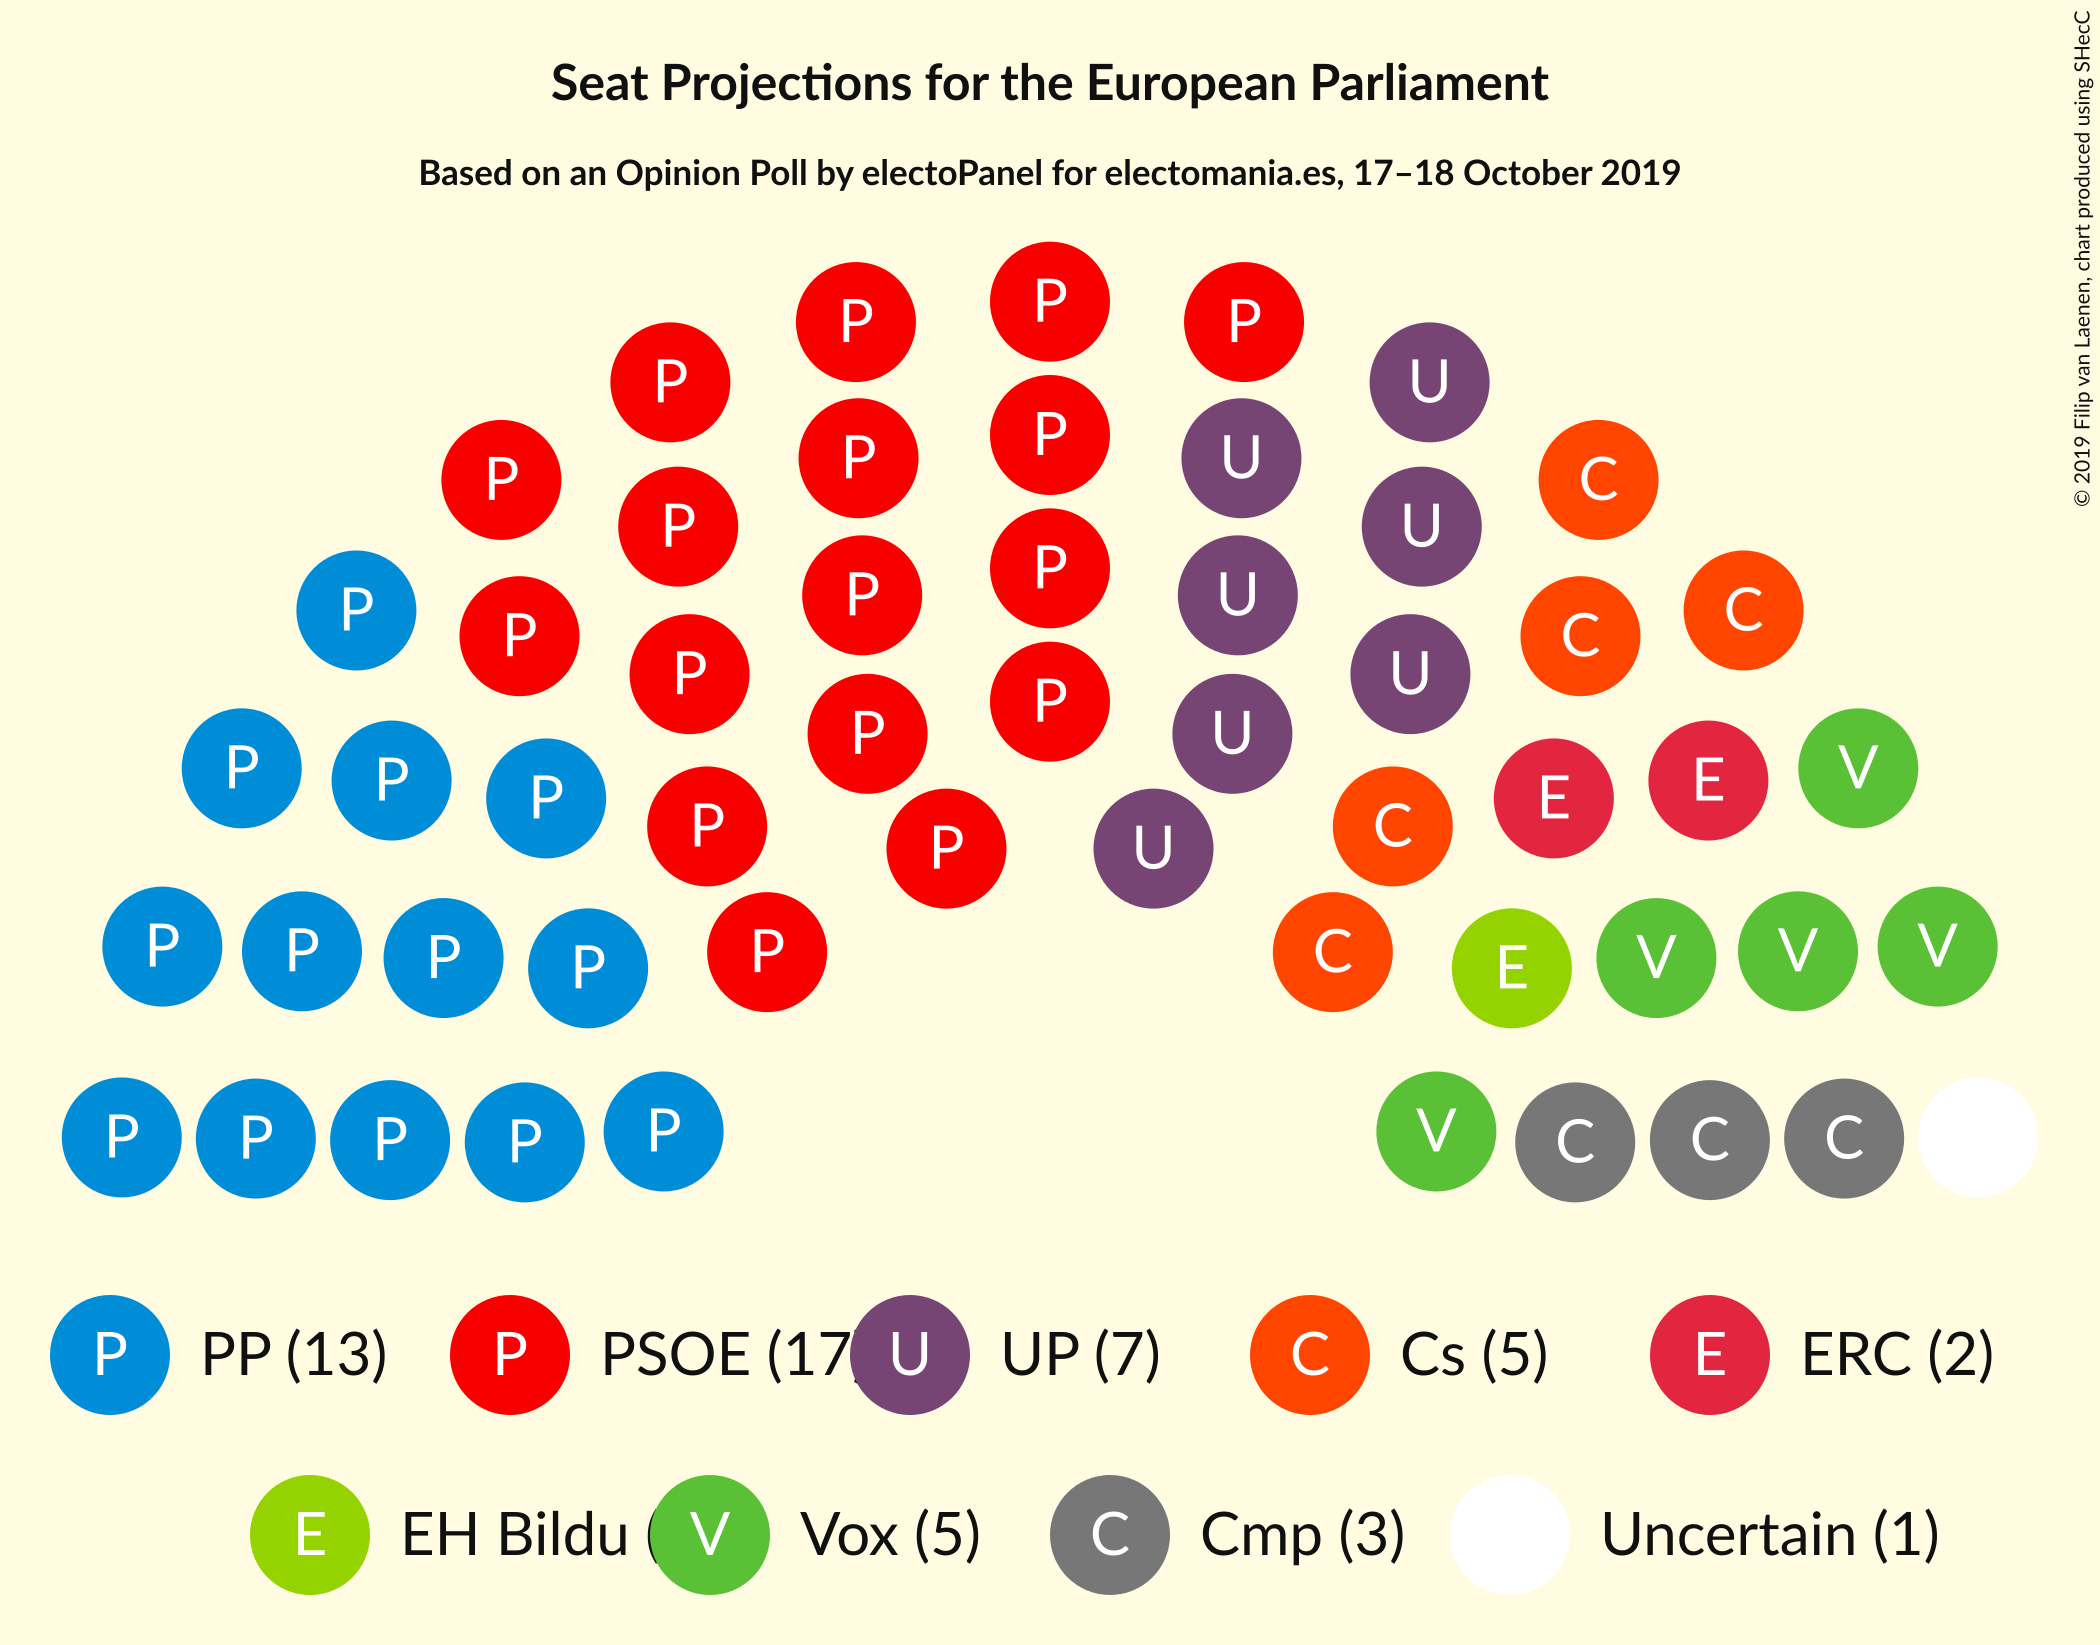 Seat Projections for the European Parliament
Based on an Opinion Poll by electoPanel for electomania.es, 17–18 October 2019
© 2019 Filip van Laenen, chart produced using SHecC
P P P
P U
P P U C
P P U
P P P U C
P P P U C
P P U
P P U E E V
P P P C
P U
P P P P P C E V V V
P P P P P V C C C
P PP (13) P PSOE (17) U UP (7) C Cs (5) E ERC (2)
E EH Bildu ( V Vox (5) C Cmp (3) Uncertain (1)